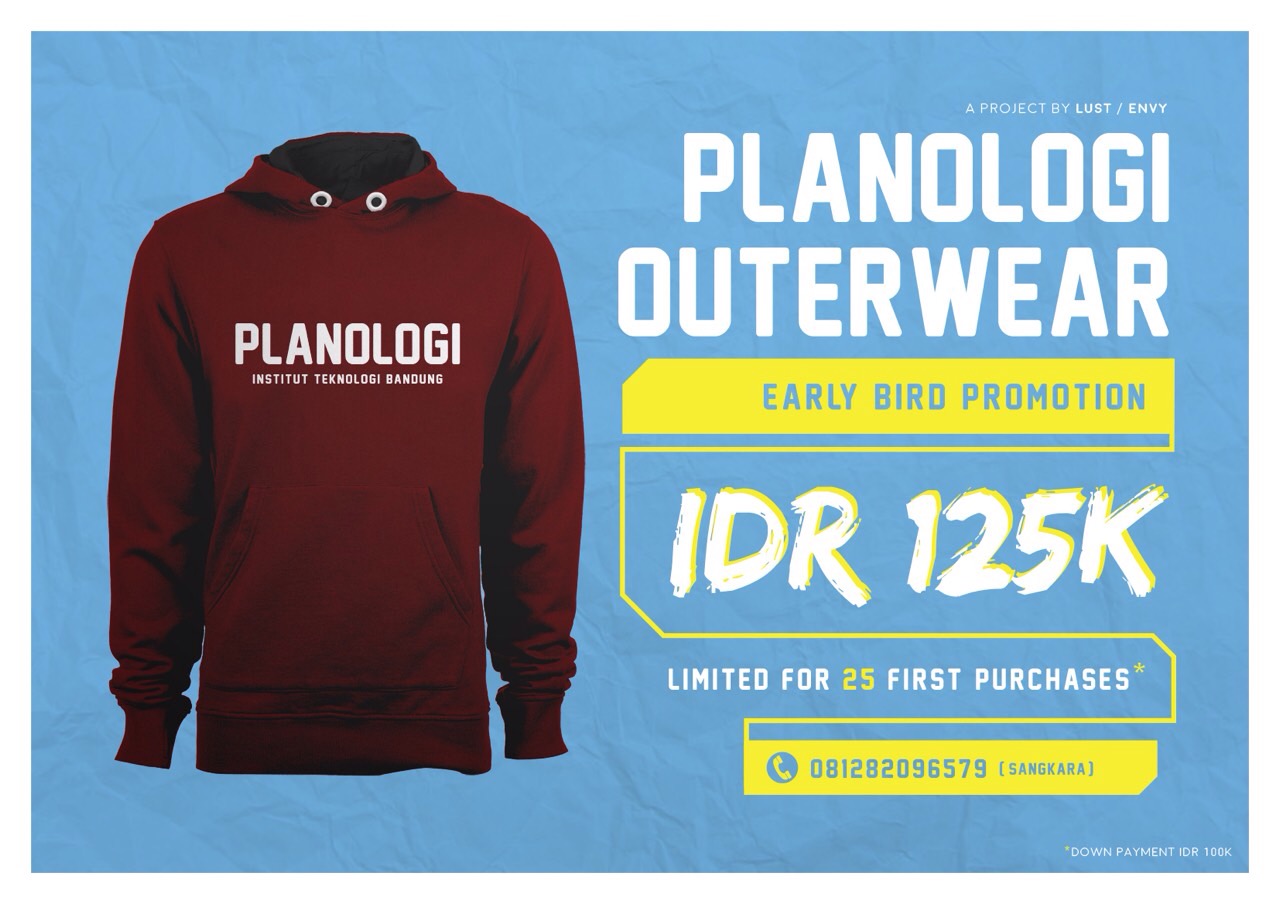 PLANOLOGI
INSTITUT TEKNOLOGI BANDUNG
A PROJECT BY LUST / ENVY
PLANOLOGI
OUTERWEAR
EARLY BIRD PROMOTION
IDR 125K
LIMITED FOR 25 FIRST PURCHASES*
081282096579 (SANGKARA)
*DOWN PAYMENT IDR 100K